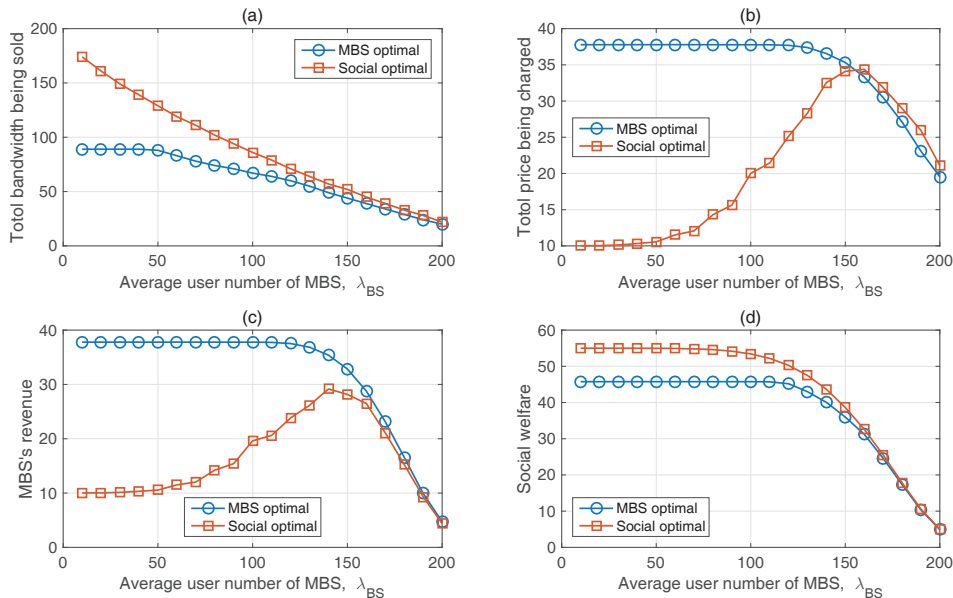 (a)
200
150
100
50
0
Totol bandwidth being sold
MBS optimal
Social optimal
0 50 100 150 200
Average user number of MBS, λBS
(b)
40
35
30
25
20
15
10
Totol price being charged
MBS optimal
Social optimal
0 50 100 150 200
Average user number of MBS, λBS
(c)
40
30
20
10
0
MBS's revenue
MBS optimal
Social optimal
0 50 100 150 200
Average user number of MBS, λBS
(d)
60
50
40
30
20
10
0
Social welfare
MBS optimal
Social optimal
0 50 100 150 200
Average user number of MBS, λBS